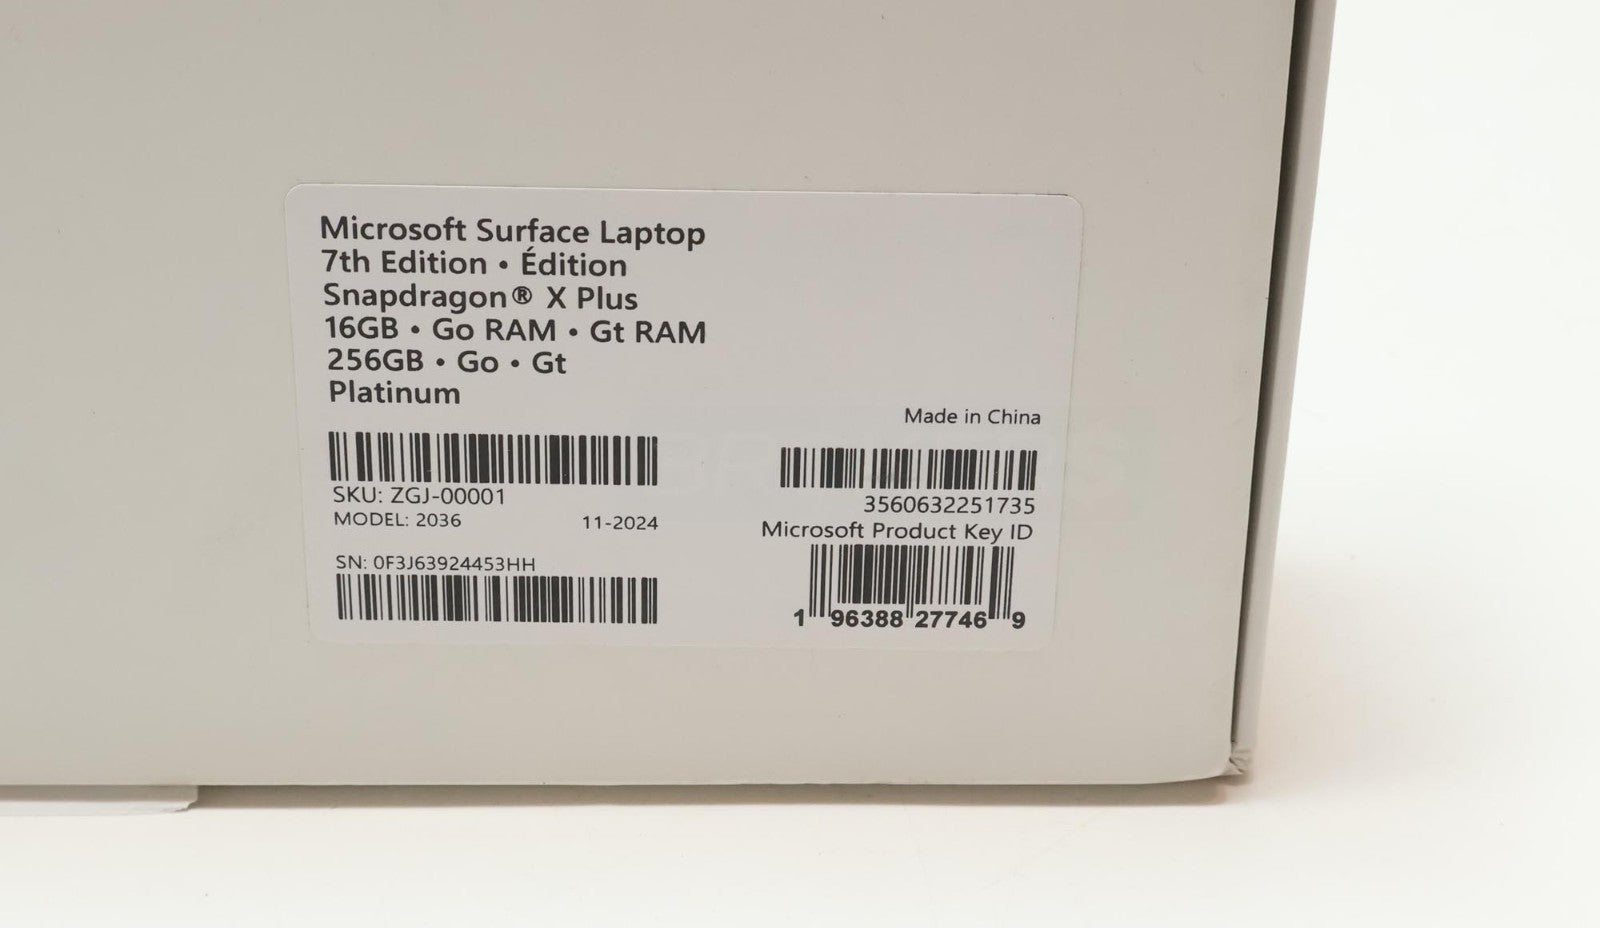 Microsoft Surface Laptop
7th Edition • Édition
Snapdragon® X Plus
16GB • Go RAM • Gt RAM
256GB • Go • Gt
Platinum
Made in China
SKU: ZGJ-00001
MODEL: 2036 11-2024
SN: 0F3J63924453HH
3560632251735
Microsoft Product Key ID
1 96388 27746 9